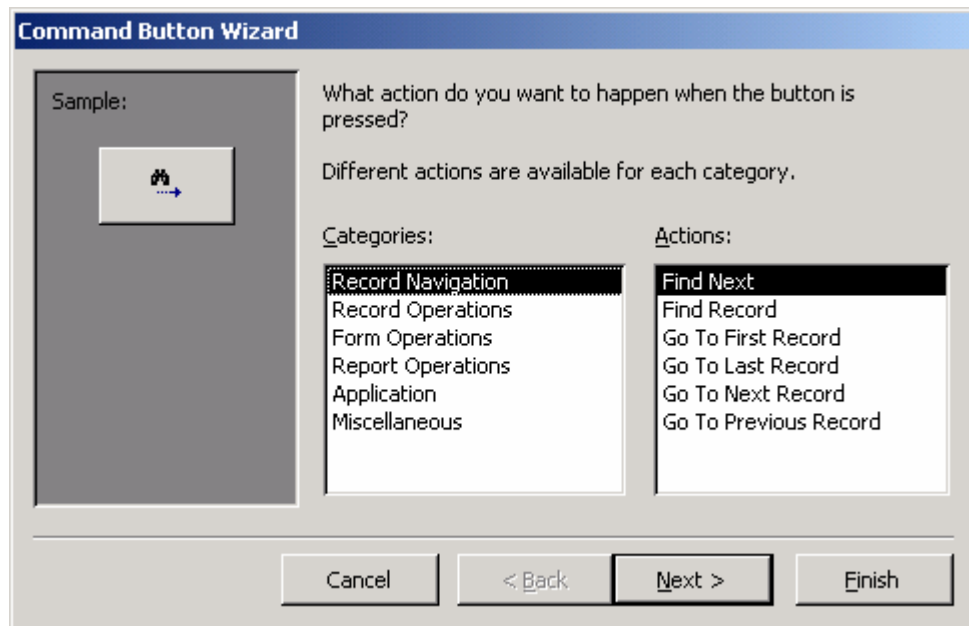 Command Button Wizard
Sample:
What action do you want to happen when the button is
pressed?
Different actions are available for each category.
Categories:
Record Navigation
Record Operations
Form Operations
Report Operations
Application
Miscellaneous
Actions:
Find Next
Find Record
Go To First Record
Go To Last Record
Go To Next Record
Go To Previous Record
Cancel
< Back
Next >
Finish